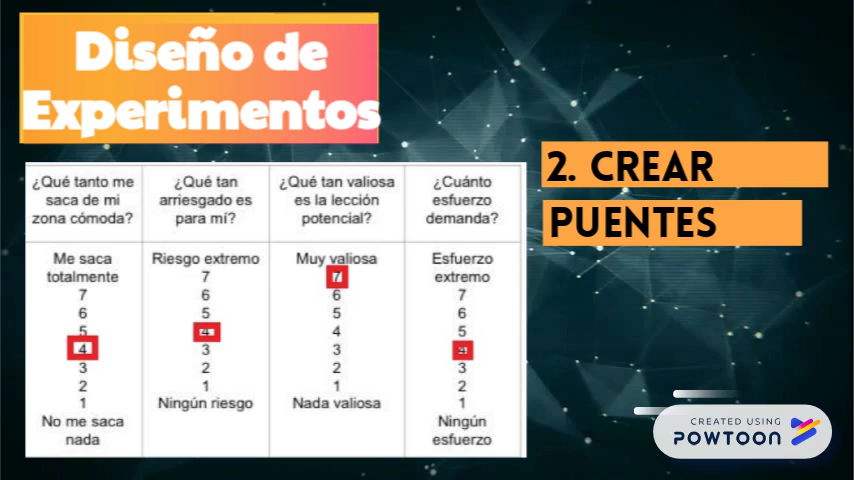 Diseño de
Experimentos
2. CREAR
PUENTES
¿Qué tanto me
saca de mi
zona cómoda?
¿Qué tan
arriesgado es
para mí?
¿Qué tan valiosa
es la lección
potencial?
¿Cuánto
esfuerzo
demanda?
Me saca
totalmente
7
6
5
4
3
2
1
No me saca
nada
Riesgo extremo
7
6
5
4
3
2
1
Ningún riesgo
Muy valiosa
7
6
5
4
3
2
1
Nada valiosa
Esfuerzo
extremo
7
6
5
4
3
2
1
Ningún
esfuerzo
CREATED USING
POWTOON